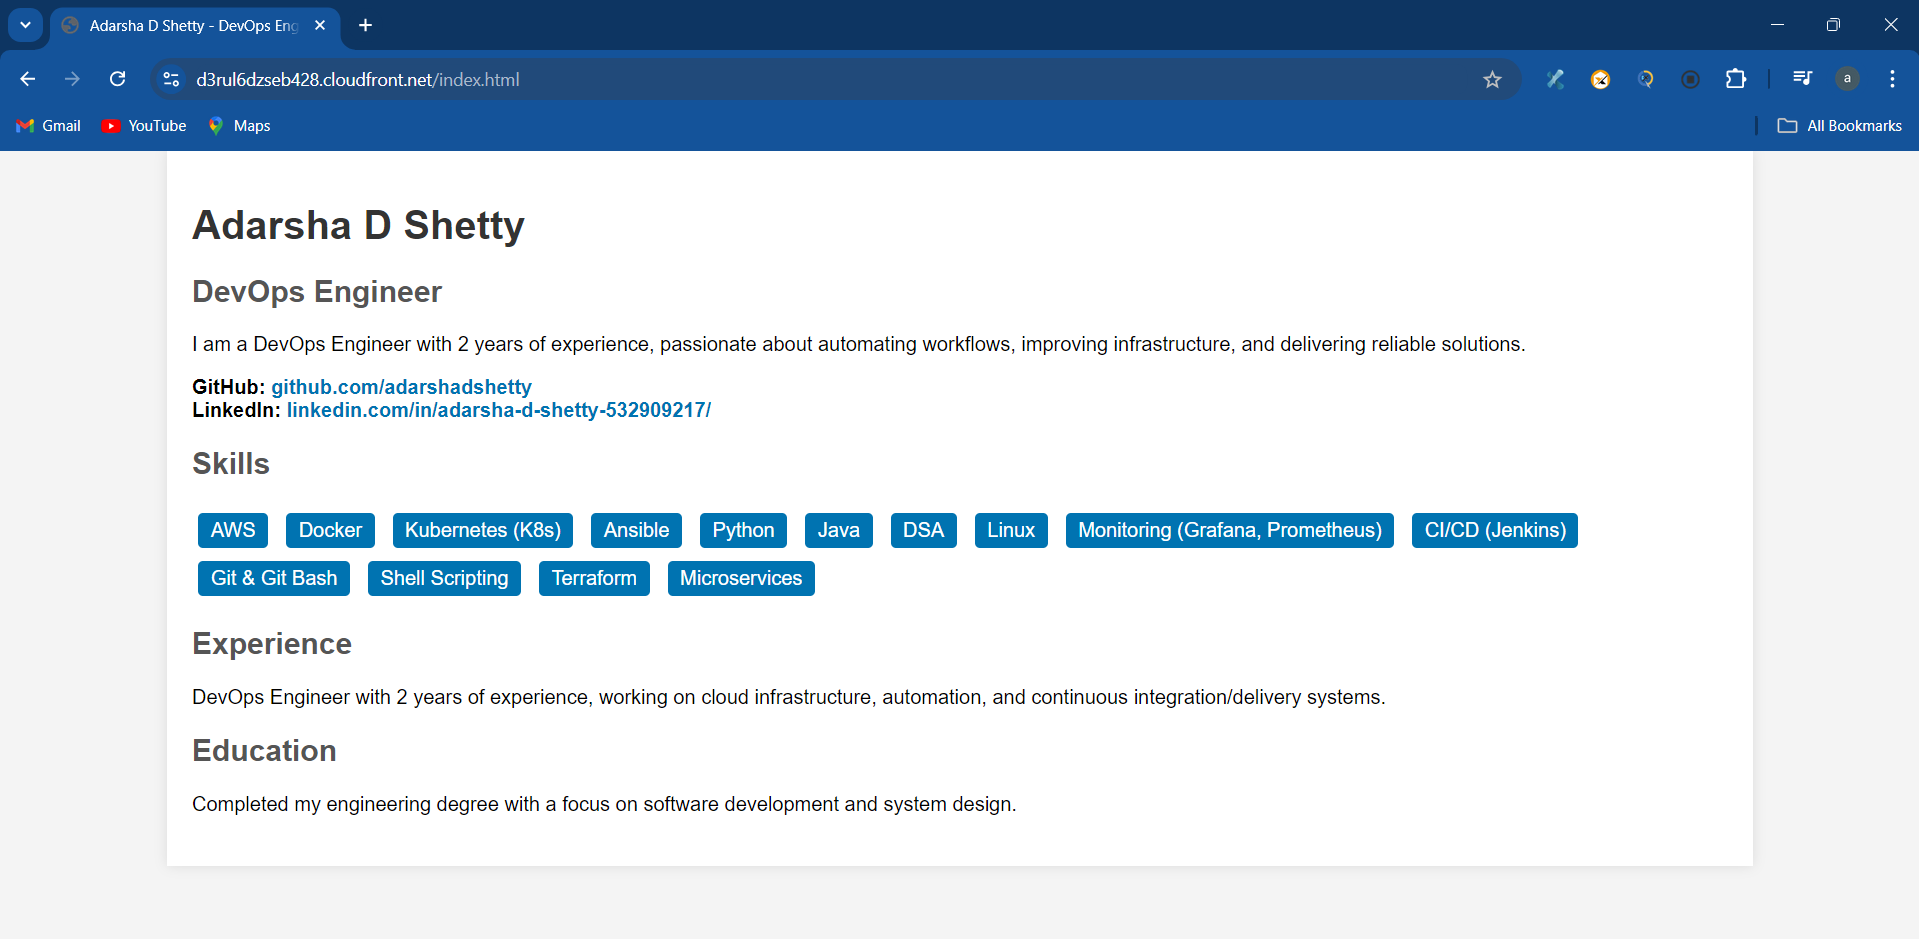 Adarsha D Shetty - DevOps Eng
d3rul6dzseb428.cloudfront.net/index.html
a
Gmail YouTube Maps All Bookmarks
Adarsha D Shetty
DevOps Engineer
I am a DevOps Engineer with 2 years of experience, passionate about automating workflows, improving infrastructure, and delivering reliable solutions.
GitHub: github.com/adarshadshetty
LinkedIn: linkedin.com/in/adarsha-d-shetty-532909217/
Skills
AWS Docker Kubernetes (K8s) Ansible Python Java DSA Linux Monitoring (Grafana, Prometheus) CI/CD (Jenkins)
Git & Git Bash Shell Scripting Terraform Microservices
Experience
DevOps Engineer with 2 years of experience, working on cloud infrastructure, automation, and continuous integration/delivery systems.
Education
Completed my engineering degree with a focus on software development and system design.